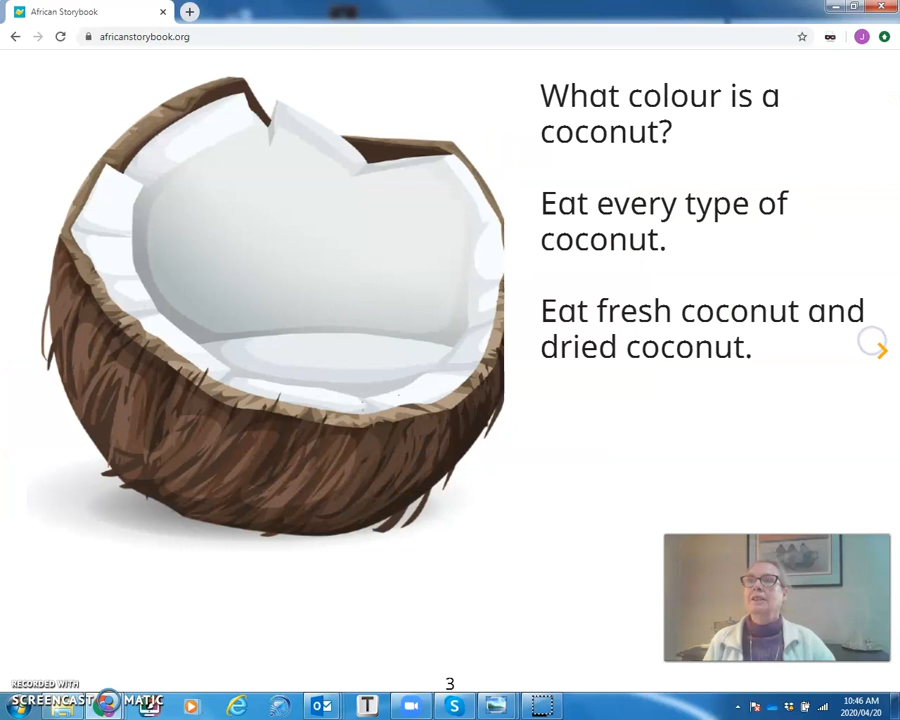 African Storybook
africanstorybook.org
J
What colour is a
coconut?
Eat every type of
coconut.
Eat fresh coconut and
dried coconut.
3
RECORDED WITH
SCREENCAST MATIC
T
10:46 AM
2020/04/20